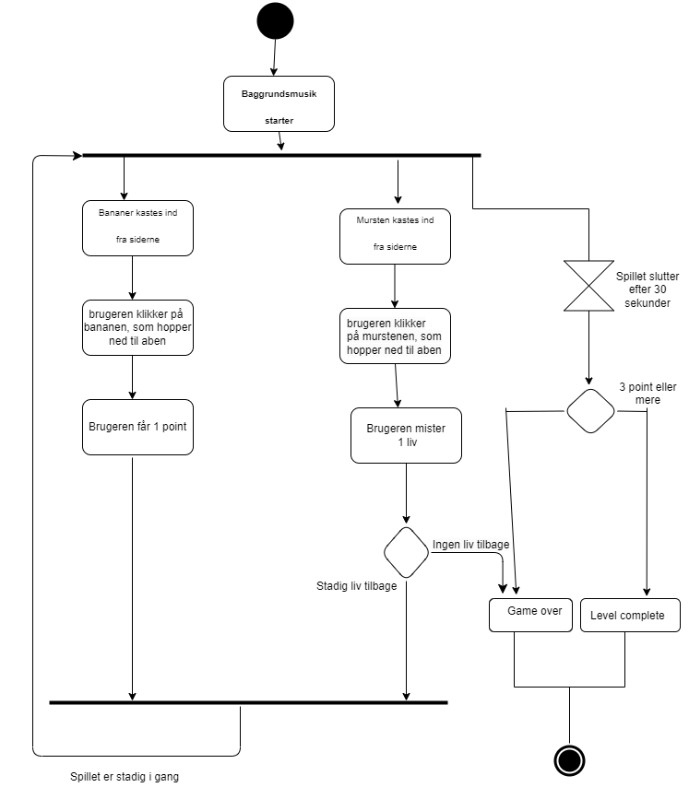 Baggrundsmusik
starter
Bananer kastes ind
fra siderne
Mursten kastes ind
fra siderne
Spillet slutter
efter 30
sekunder
brugeren klikker på
bananen, som hopper
ned til aben
brugeren klikker
på murstenen, som
hopper ned til aben
3 point eller
mere
Brugeren får 1 point
Brugeren mister
1 liv
Ingen liv tilbage
Stadig liv tilbage
Game over
Level complete
Spillet er stadig i gang